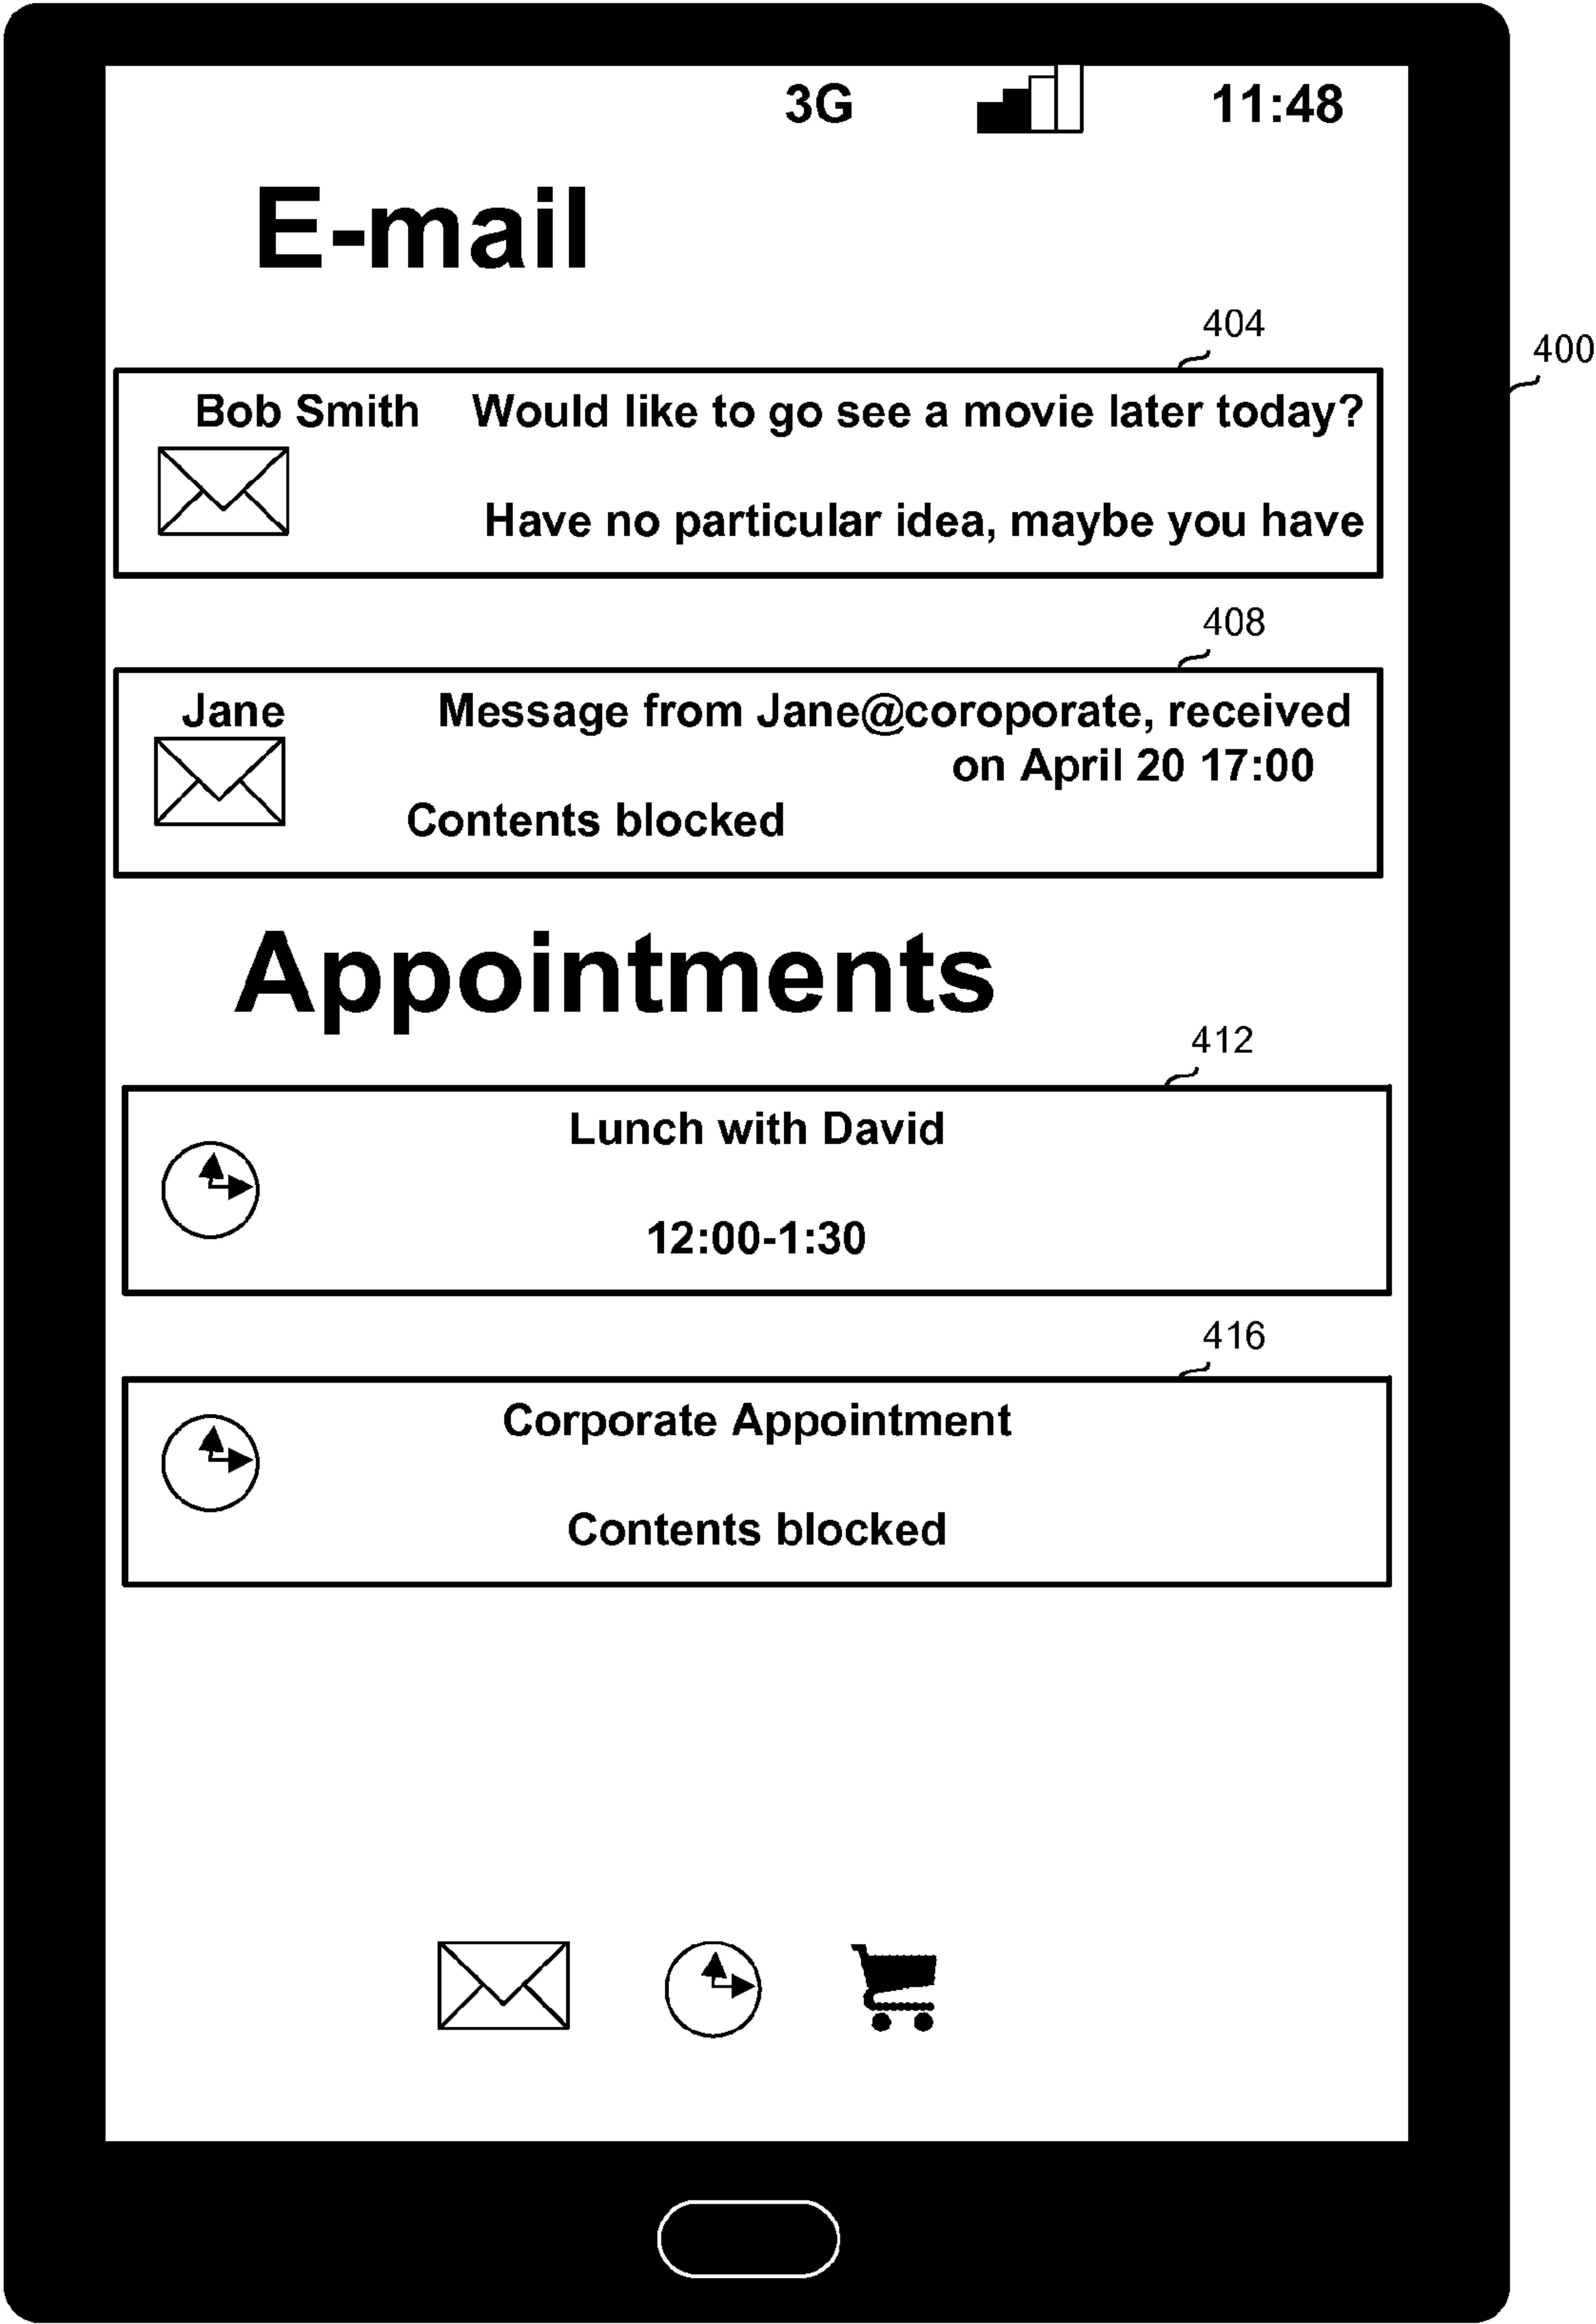 3G 11:48
E-mail
404
400
Bob Smith Would like to go see a movie later today?
Have no particular idea, maybe you have
408
Jane Message from Jane@coroporate, received
on April 20 17:00
Contents blocked
Appointments
412
Lunch with David
12:00-1:30
416
Corporate Appointment
Contents blocked